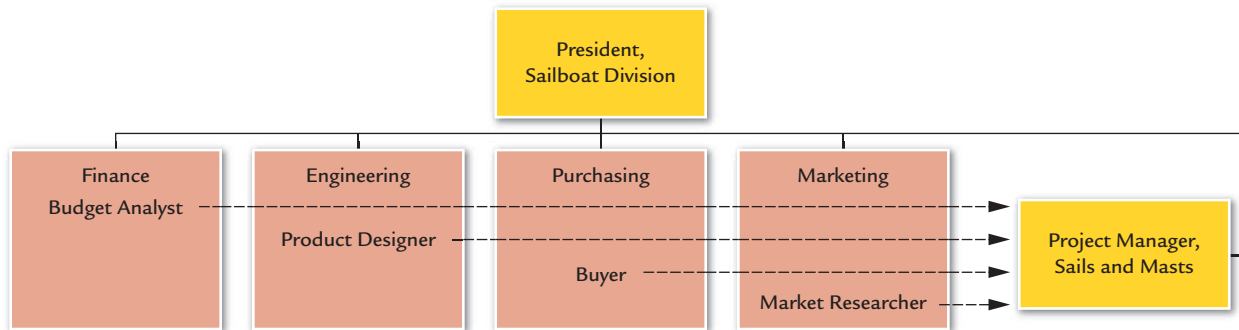 President,
Sailboat Division
Finance
Budget Analyst
Engineering
Product Designer
Purchasing
Buyer
Marketing
Market Researcher
Project Manager,
Sails and Masts